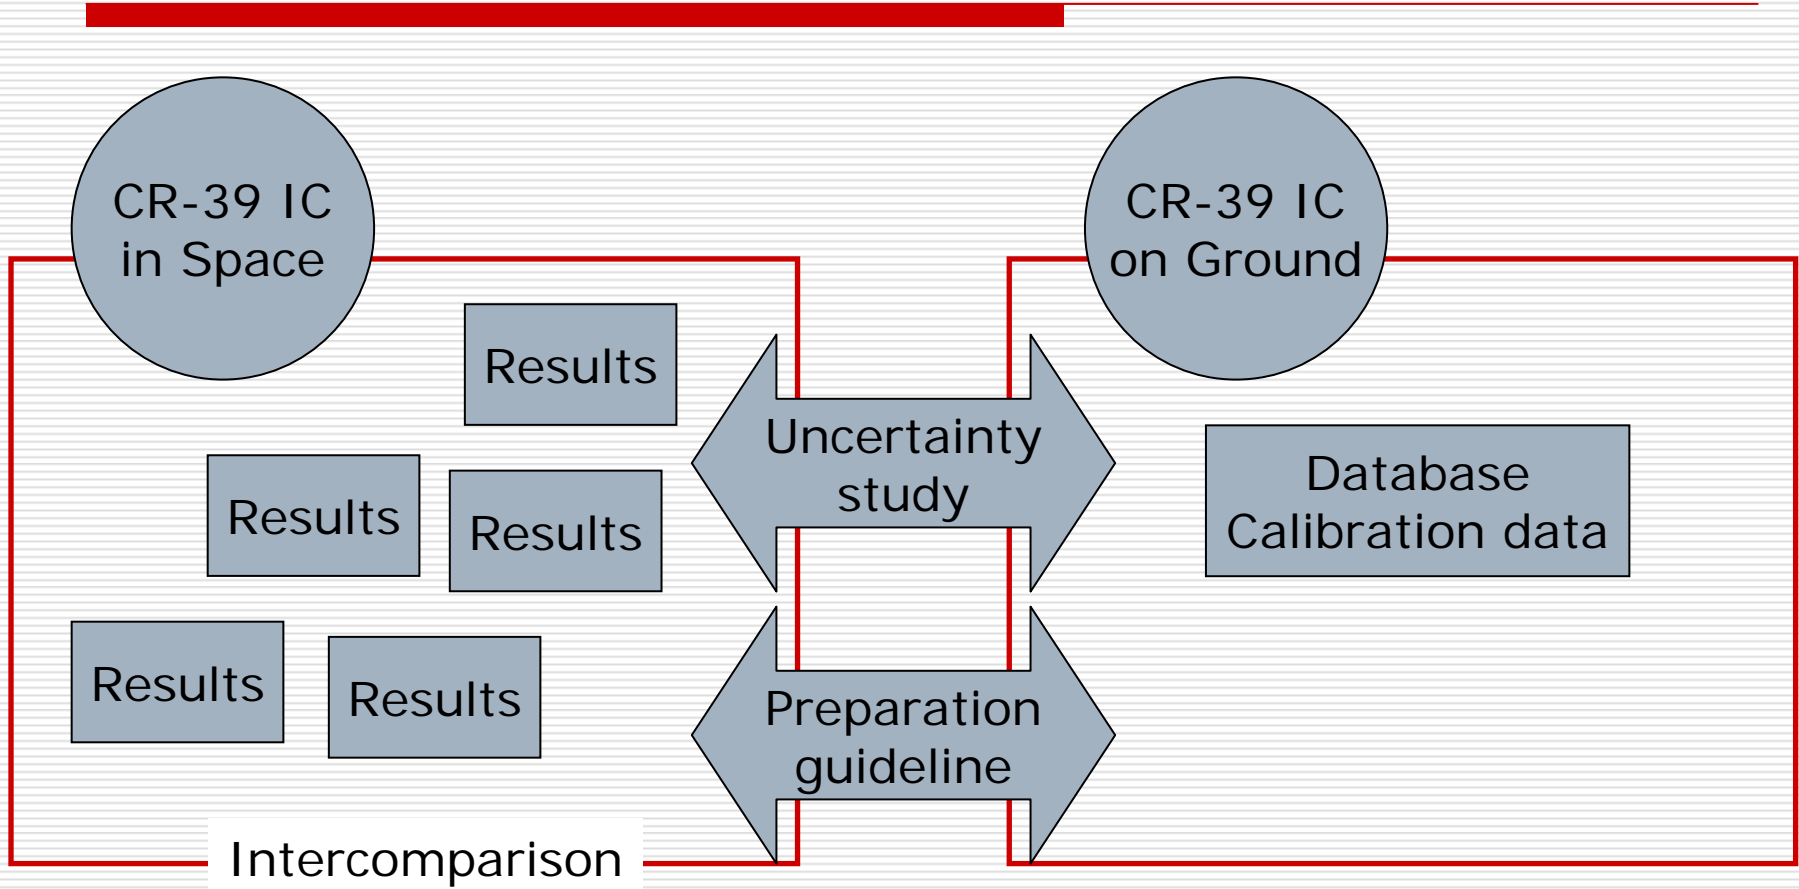 CR-39 IC
in Space
CR-39 IC
on Ground
Results
Results
Results
Results
Results
Uncertainty
study
Preparation
guideline
Database
Calibration data
Intercomparison